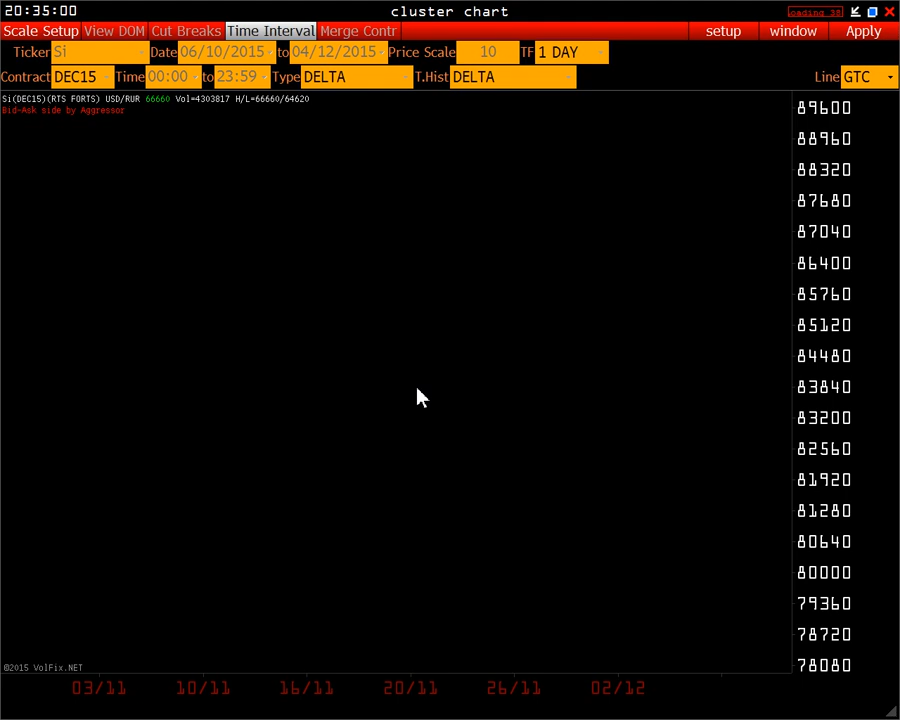 20:35:00 cluster chart oading 38
Scale Setup View DOM Cut Breaks Time Interval Merge Contr setup window Apply
Ticker Si Date 06/10/2015 to 04/12/2015 Price Scale 10 TF 1 DAY
Contract DEC15 Time 00:00 to 23:59 Type DELTA T.Hist DELTA Line GTC
Si(DEC15)(RTS FORTS) USD/RUR 66660 Vol=4303817 H/L=66660/64620
Bid-Ask side by Aggressor
89600
88960
88320
87680
87040
86400
85760
85120
84480
83840
83200
82560
81920
81280
80640
80000
79360
78720
78080
©2015 VolFix.NET
03/11 10/11 16/11 20/11 26/11 02/12